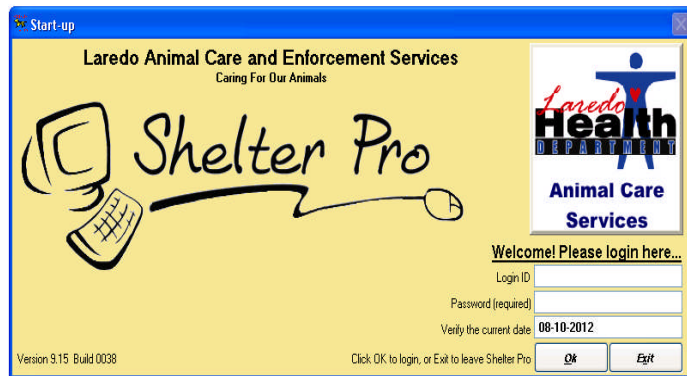 Start-up
Laredo Animal Care and Enforcement Services
Caring For Our Animals
Shelter Pro
Laredo
Health
DEPARTMENT
Animal Care
Services
Welcome! Please login here...
Login ID
Password (required)
Verify the current date 08-10-2012
Version 9.15 Build 0038
Click OK to login, or Exit to leave Shelter Pro
Ok
Exit